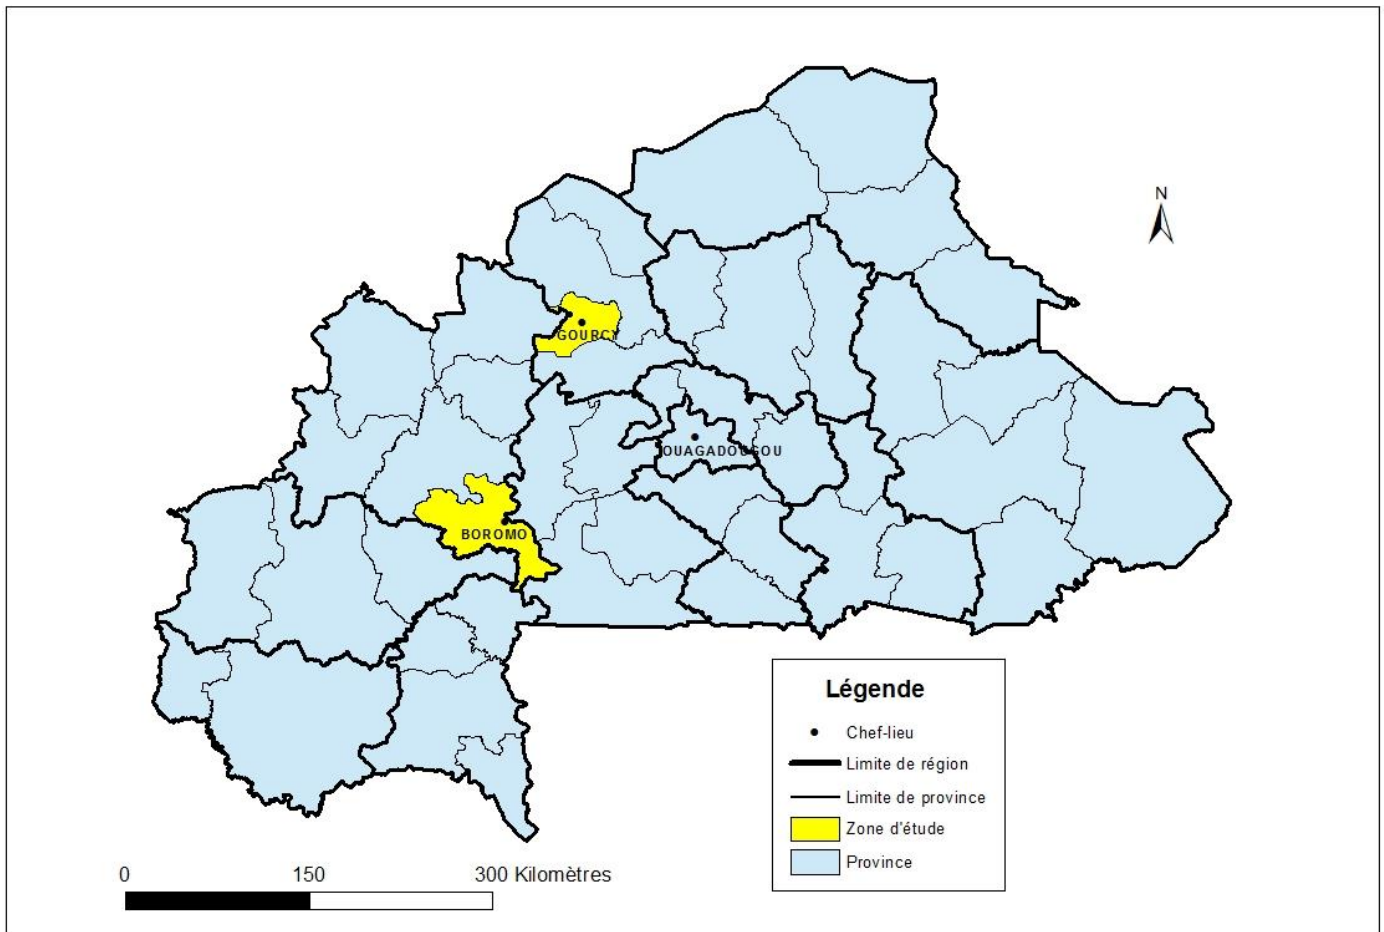 N
GOURCY
OUAGADOUGOU
BOROMO
Légende
Chef-lieu
Limite de région
Limite de province
Zone d'étude
Province
0 150 300 Kilomètres